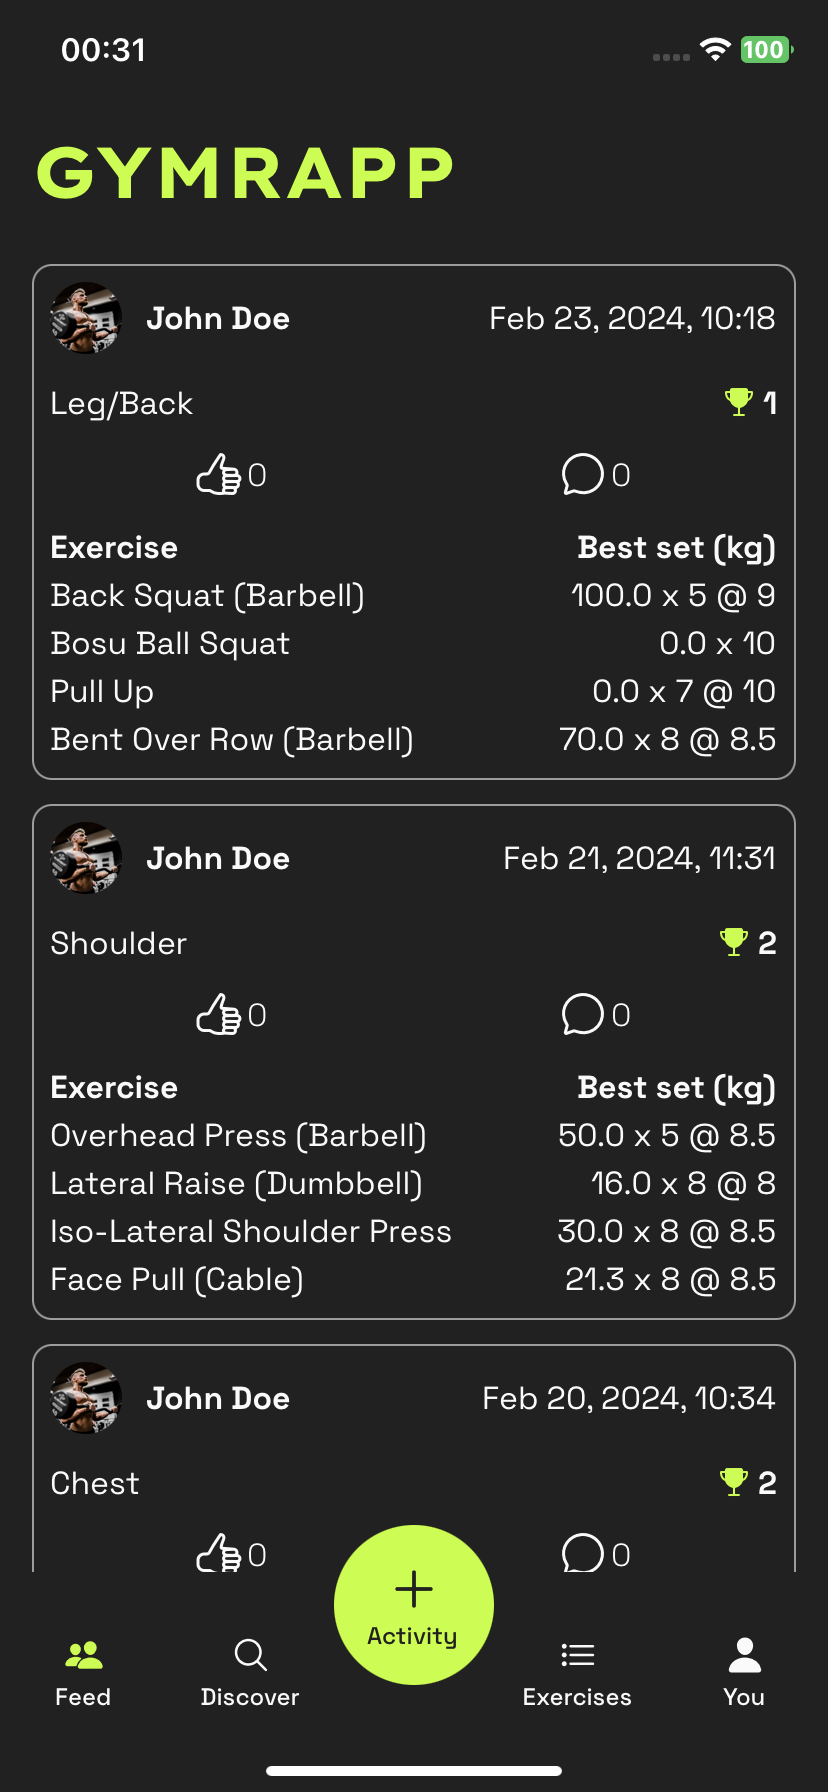 00:31 100
GYMRAPP
John Doe Feb 23, 2024, 10:18
Leg/Back 1
0 0
Exercise Best set (kg)
Back Squat (Barbell) 100.0 x 5 @ 9
Bosu Ball Squat 0.0 x 10
Pull Up 0.0 x 7 @ 10
Bent Over Row (Barbell) 70.0 x 8 @ 8.5
John Doe Feb 21, 2024, 11:31
Shoulder 2
0 0
Exercise Best set (kg)
Overhead Press (Barbell) 50.0 x 5 @ 8.5
Lateral Raise (Dumbbell) 16.0 x 8 @ 8
Iso-Lateral Shoulder Press 30.0 x 8 @ 8.5
Face Pull (Cable) 21.3 x 8 @ 8.5
John Doe Feb 20, 2024, 10:34
Chest 2
0 0
Activity
Feed Discover Exercises You